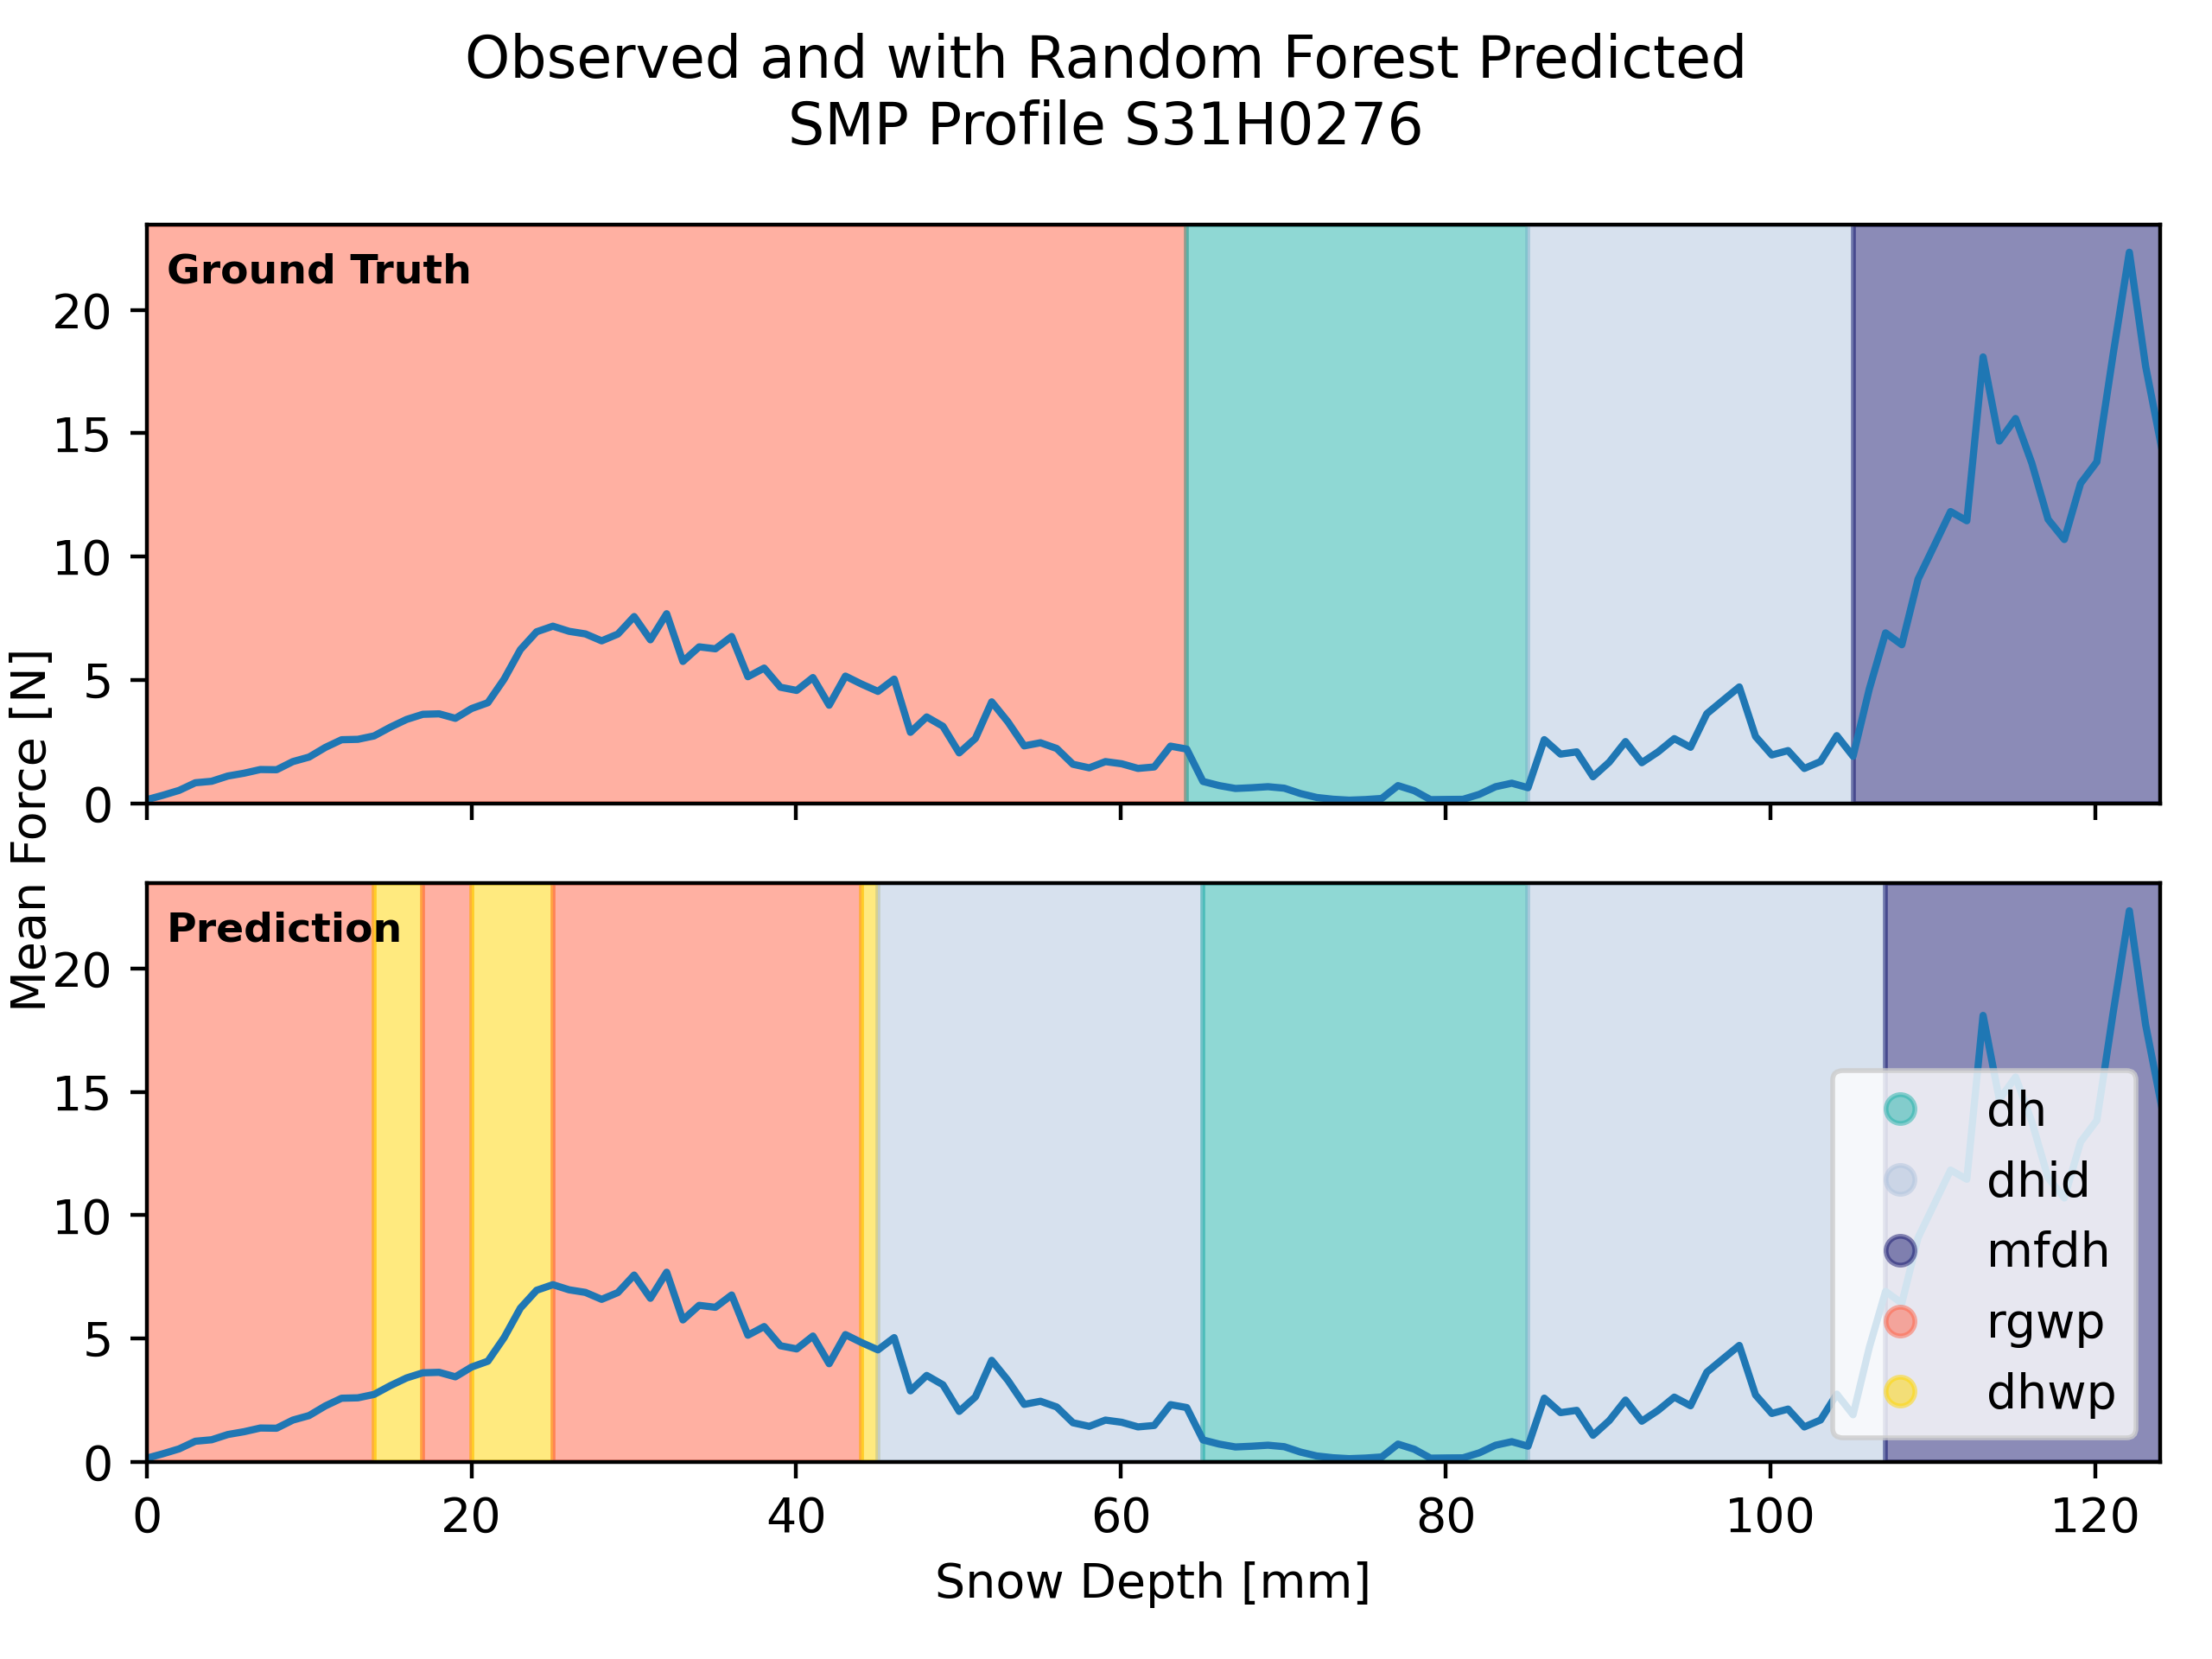 Observed and with Random Forest Predicted
SMP Profile S31H0276
Ground Truth
20
15
10
5
0
Mean Force [N]
Prediction
20
15
10
5
0
dh
dhid
mfdh
rgwp
dhwp
0 20 40 60 80 100 120
Snow Depth [mm]